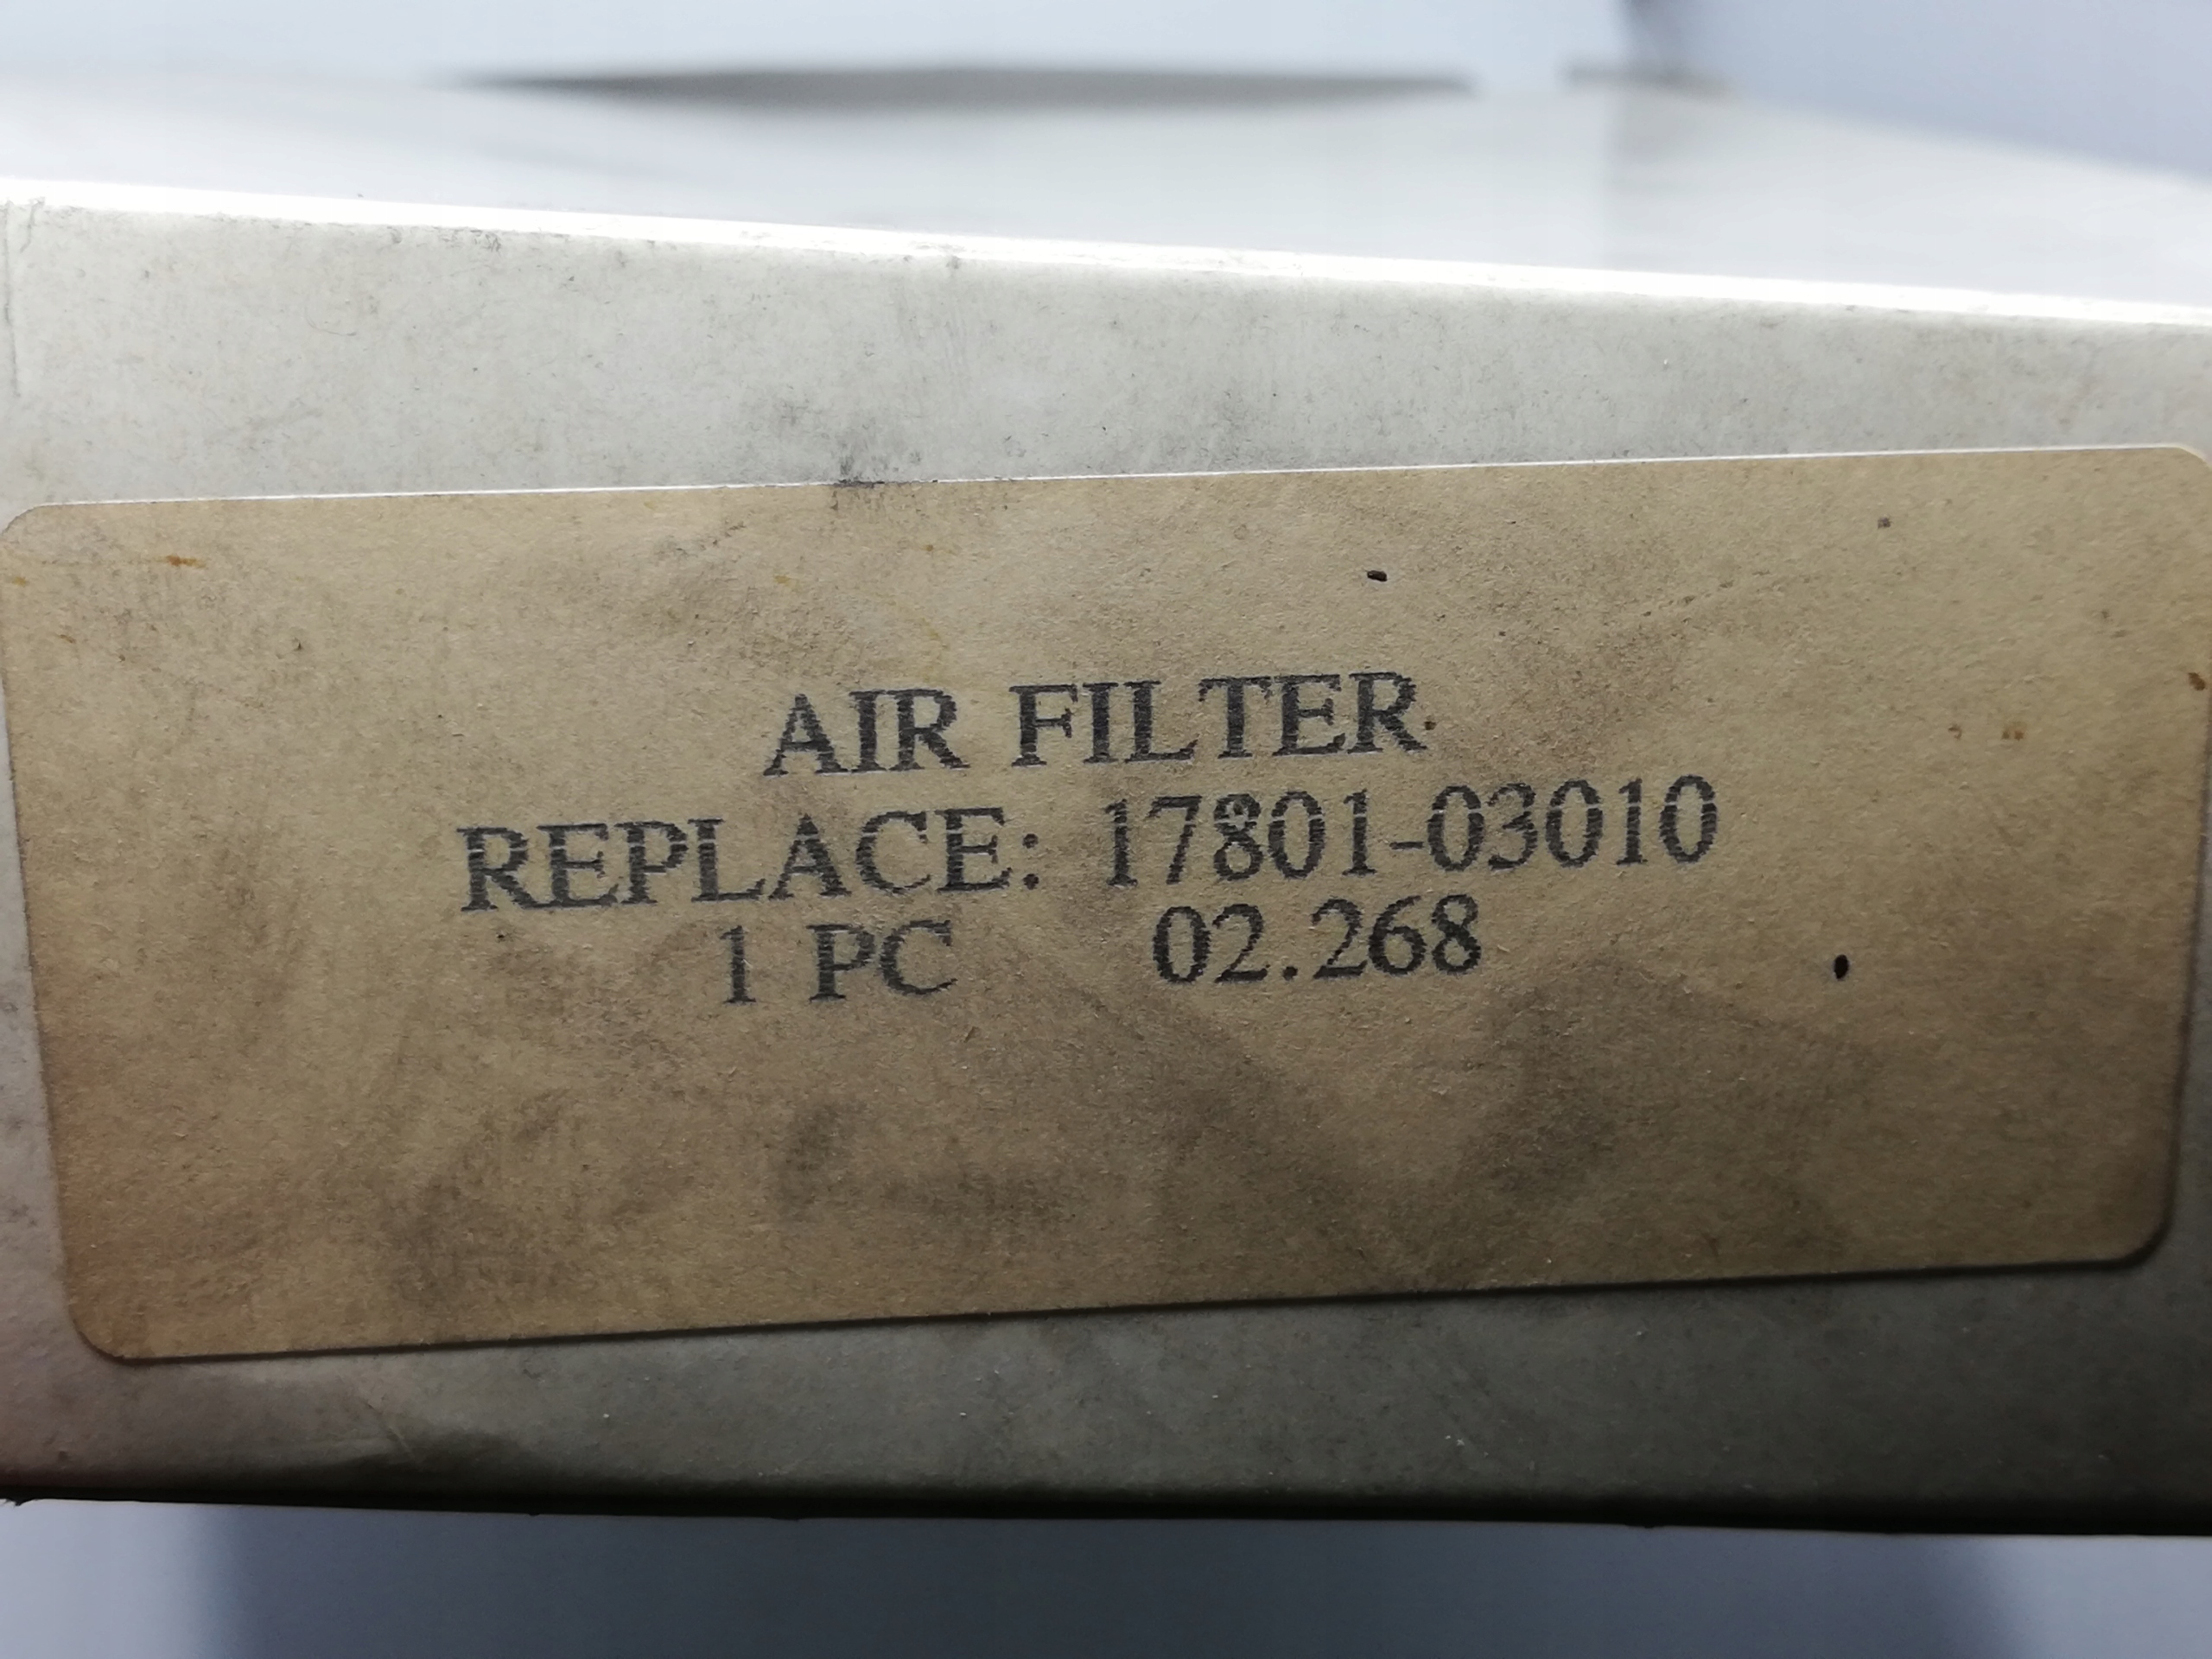 AIR FILTER
REPLACE: 17801-03010
1 PC 02.268